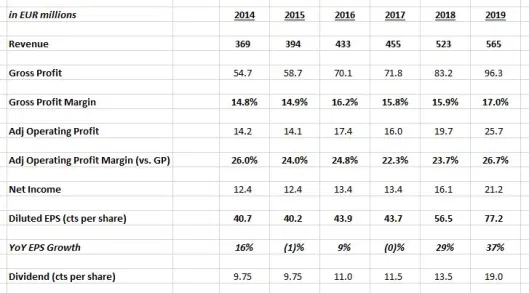 in EUR millions 2014 2015 2016 2017 2018 2019
Revenue 369 394 433 455 523 565
Gross Profit 54.7 58.7 70.1 71.8 83.2 96.3
Gross Profit Margin 14.8% 14.9% 16.2% 15.8% 15.9% 17.0%
Adj Operating Profit 14.2 14.1 17.4 16.0 19.7 25.7
Adj Operating Profit Margin (vs. GP) 26.0% 24.0% 24.8% 22.3% 23.7% 26.7%
Net Income 12.4 12.4 13.4 13.4 16.1 21.2
Diluted EPS (cts per share) 40.7 40.2 43.9 43.7 56.5 77.2
YoY EPS Growth 16% (1)% 9% (0)% 29% 37%
Dividend (cts per share) 9.75 9.75 11.0 11.5 13.5 19.0